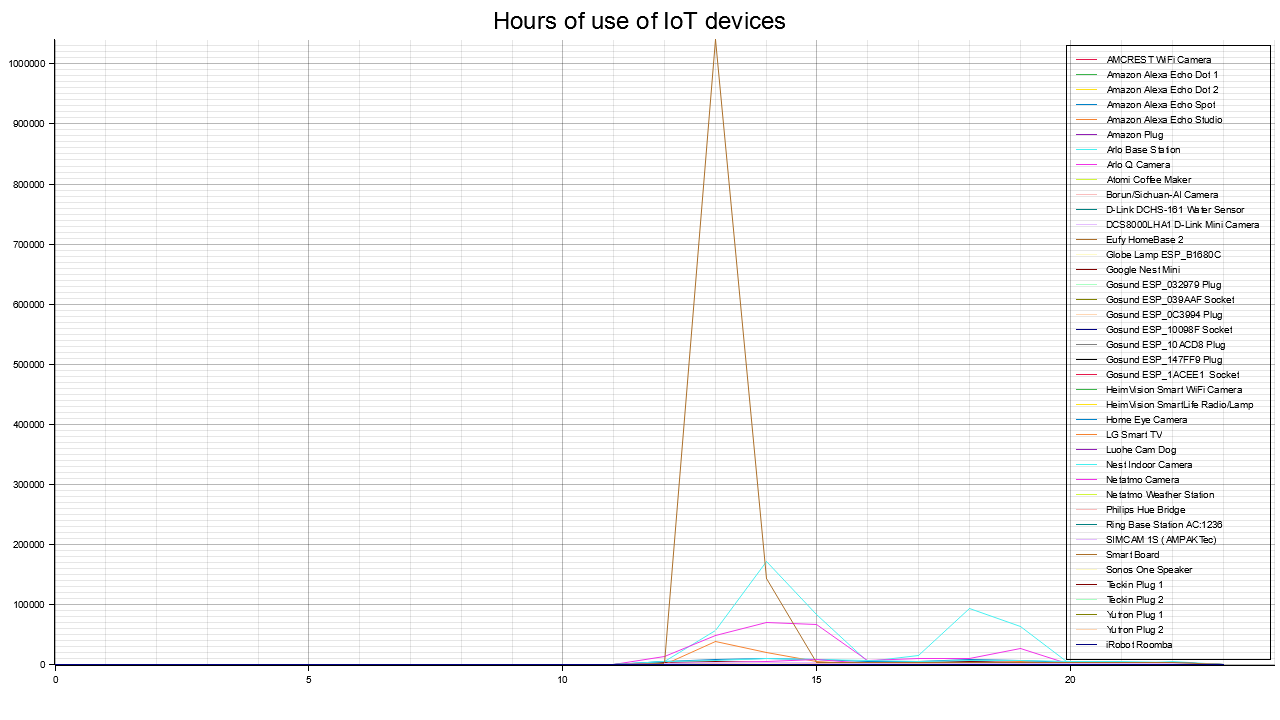 Hours of use of IoT devices
1000000
900000
800000
700000
600000
500000
400000
300000
200000
100000
0
0
5
10
15
20
AMCREST WiFi Camera
Amazon Alexa Echo Dot 1
Amazon Alexa Echo Dot 2
Amazon Alexa Echo Spot
Amazon Alexa Echo Studio
Amazon Plug
Arlo Base Station
Arlo Q Camera
Atomi Coffee Maker
Borun/Sichuan-AI Camera
D-Link DCHS-161 Water Sensor
DCS8000LHA1 D-Link Mini Camera
Eufy HomeBase 2
Globe Lamp ESP_B1680C
Google Nest Mini
Gosund ESP_032979 Plug
Gosund ESP_039AAF Socket
Gosund ESP_0C3994 Plug
Gosund ESP_10098F Socket
Gosund ESP_10ACD8 Plug
Gosund ESP_147FF9 Plug
Gosund ESP_1ACEE1 Socket
HeimVision Smart WiFi Camera
HeimVision SmartLife Radio/Lamp
Home Eye Camera
LG Smart TV
Luohe Cam Dog
Nest Indoor Camera
Netatmo Camera
Netatmo Weather Station
Philips Hue Bridge
Ring Base Station AC:1236
SIMCAM 1S (AMPAKTec)
SmartBoard
Sonos One Speaker
Teckin Plug 1
Teckin Plug 2
Yutron Plug 1
Yutron Plug 2
iRobot Roomba